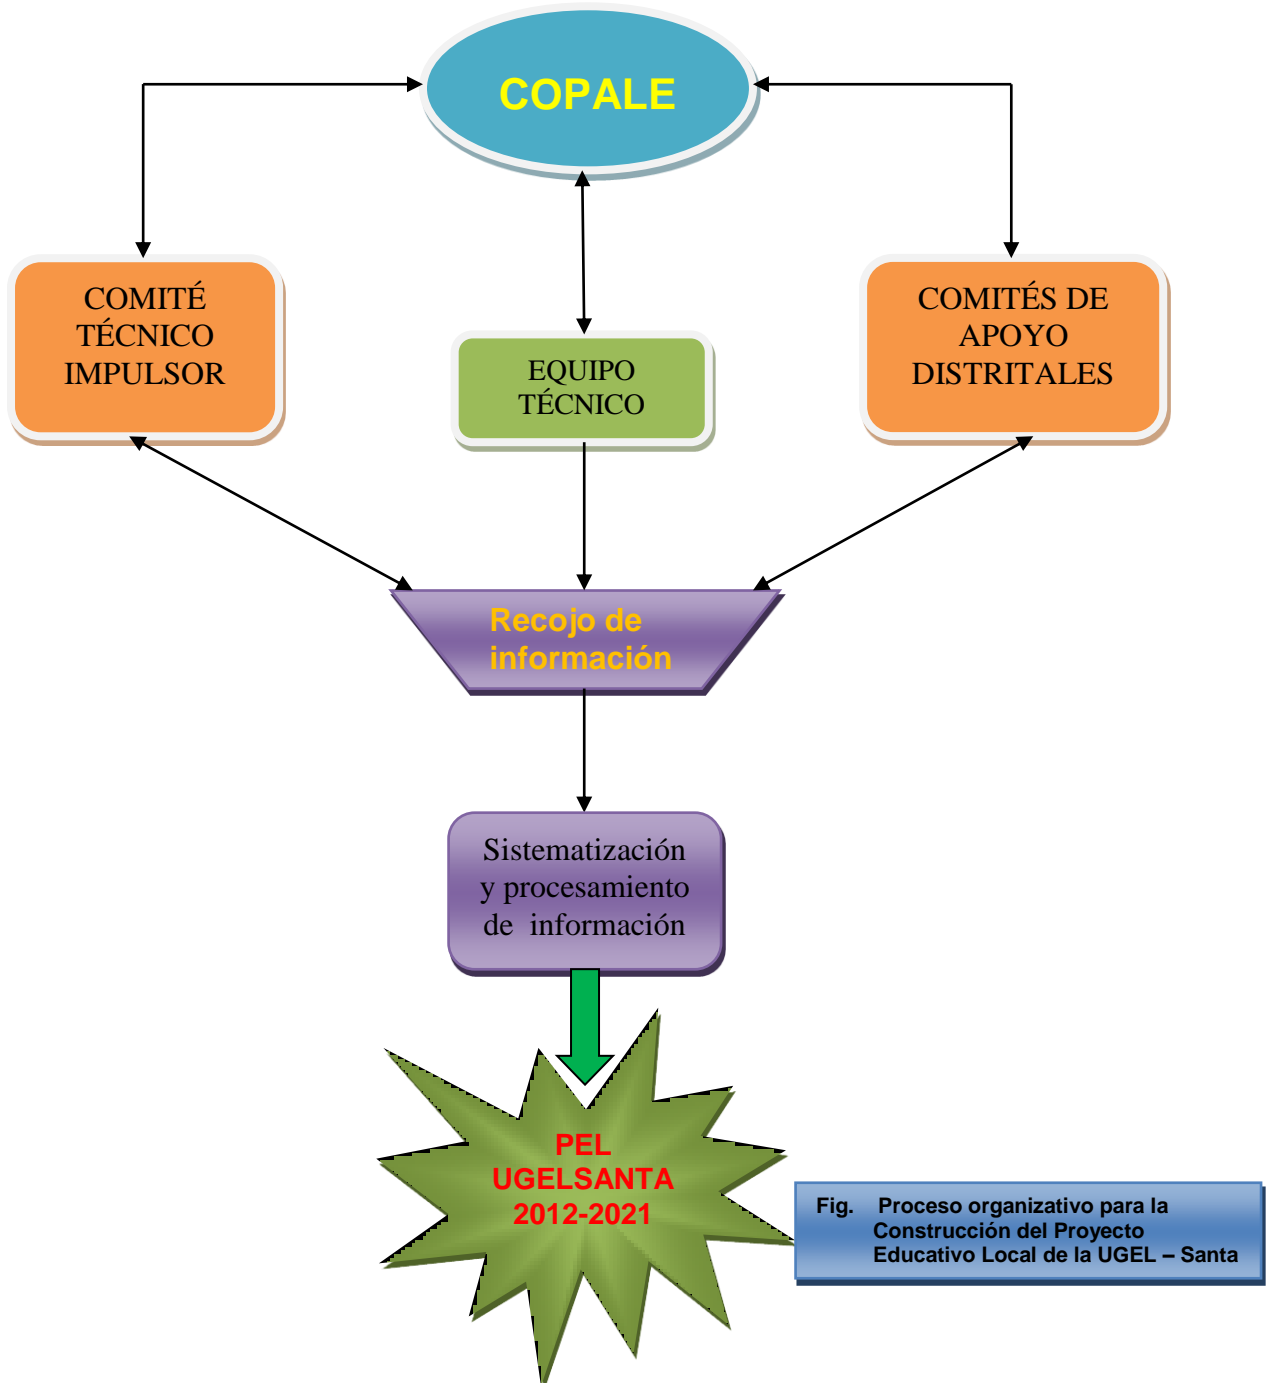 COPALE
COMITÉ
TÉCNICO
IMPULSOR
EQUIPO
TÉCNICO
COMITÉS DE
APOYO
DISTRITALES
Recojo de
información
Sistematización
y procesamiento
de información
PEL
UGELSANTA
2012-2021
Fig. Proceso organizativo para la
Construcción del Proyecto
Educativo Local de la UGEL – Santa